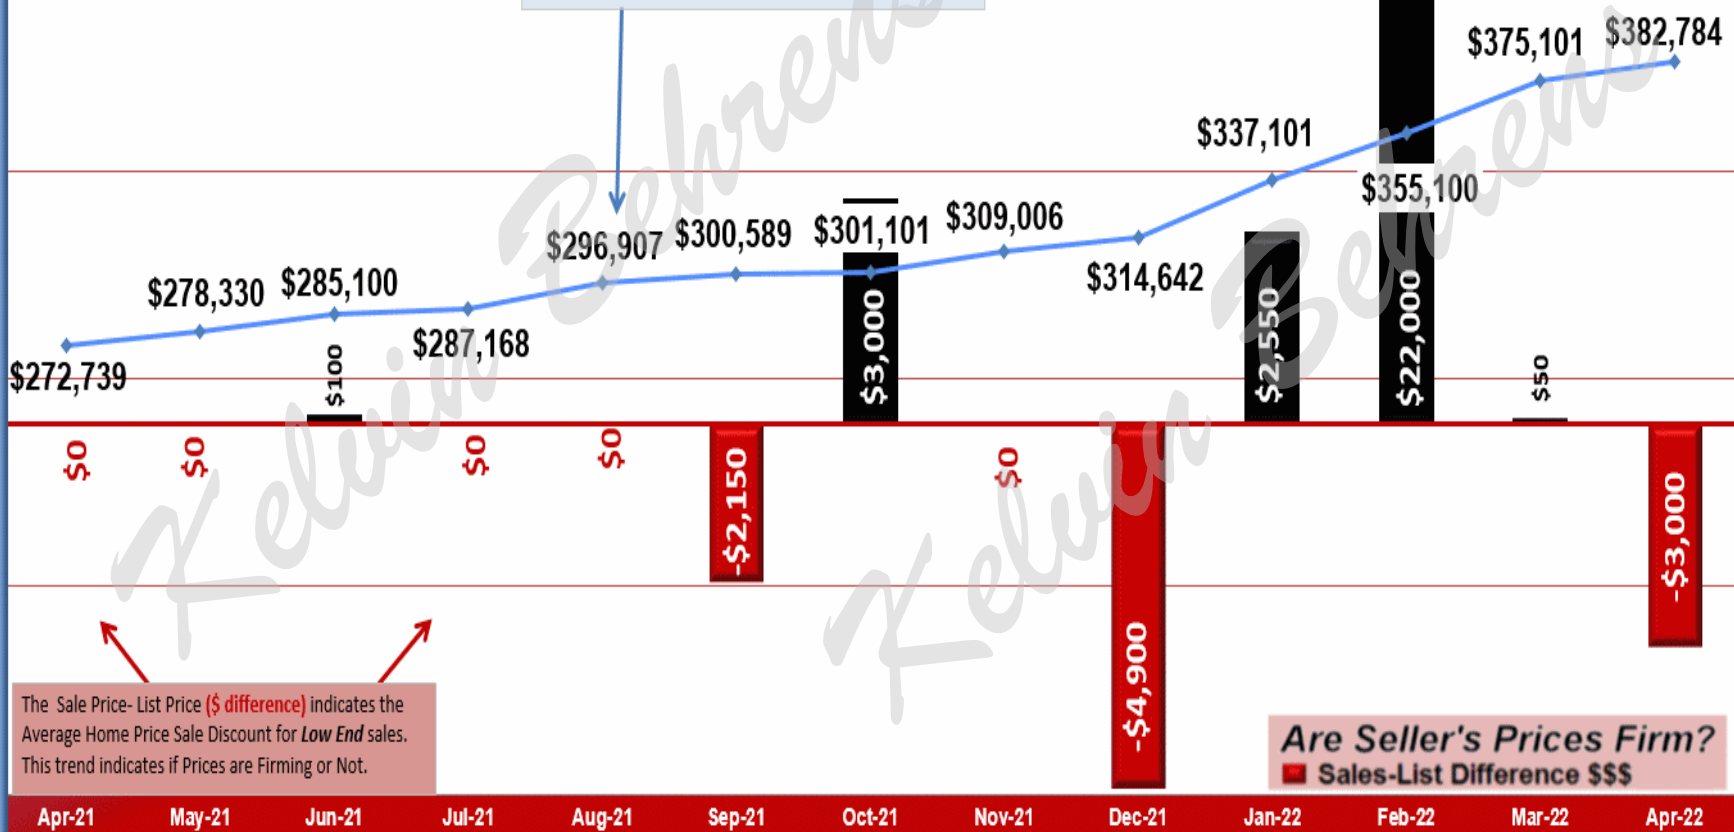 $375,101 $382,784
$337,101
$355,100
$296,907 $300,589 $301,101 $309,006
$314,642
$278,330 $285,100
$287,168
$272,739
$100
$3,000
$2,550
$22,000
$50
$0
$0
$0
$0
-$2,150
$0
-$4,900
-$3,000
Kelvin Behrens
Kelvin Behrens
The Sale Price- List Price ($ difference) indicates the
Average Home Price Sale Discount for Low End sales.
This trend indicates if Prices are Firming or Not.
Are Seller's Prices Firm?
Sales-List Difference $$$
Apr-21 May-21 Jun-21 Jul-21 Aug-21 Sep-21 Oct-21 Nov-21 Dec-21 Jan-22 Feb-22 Mar-22 Apr-22